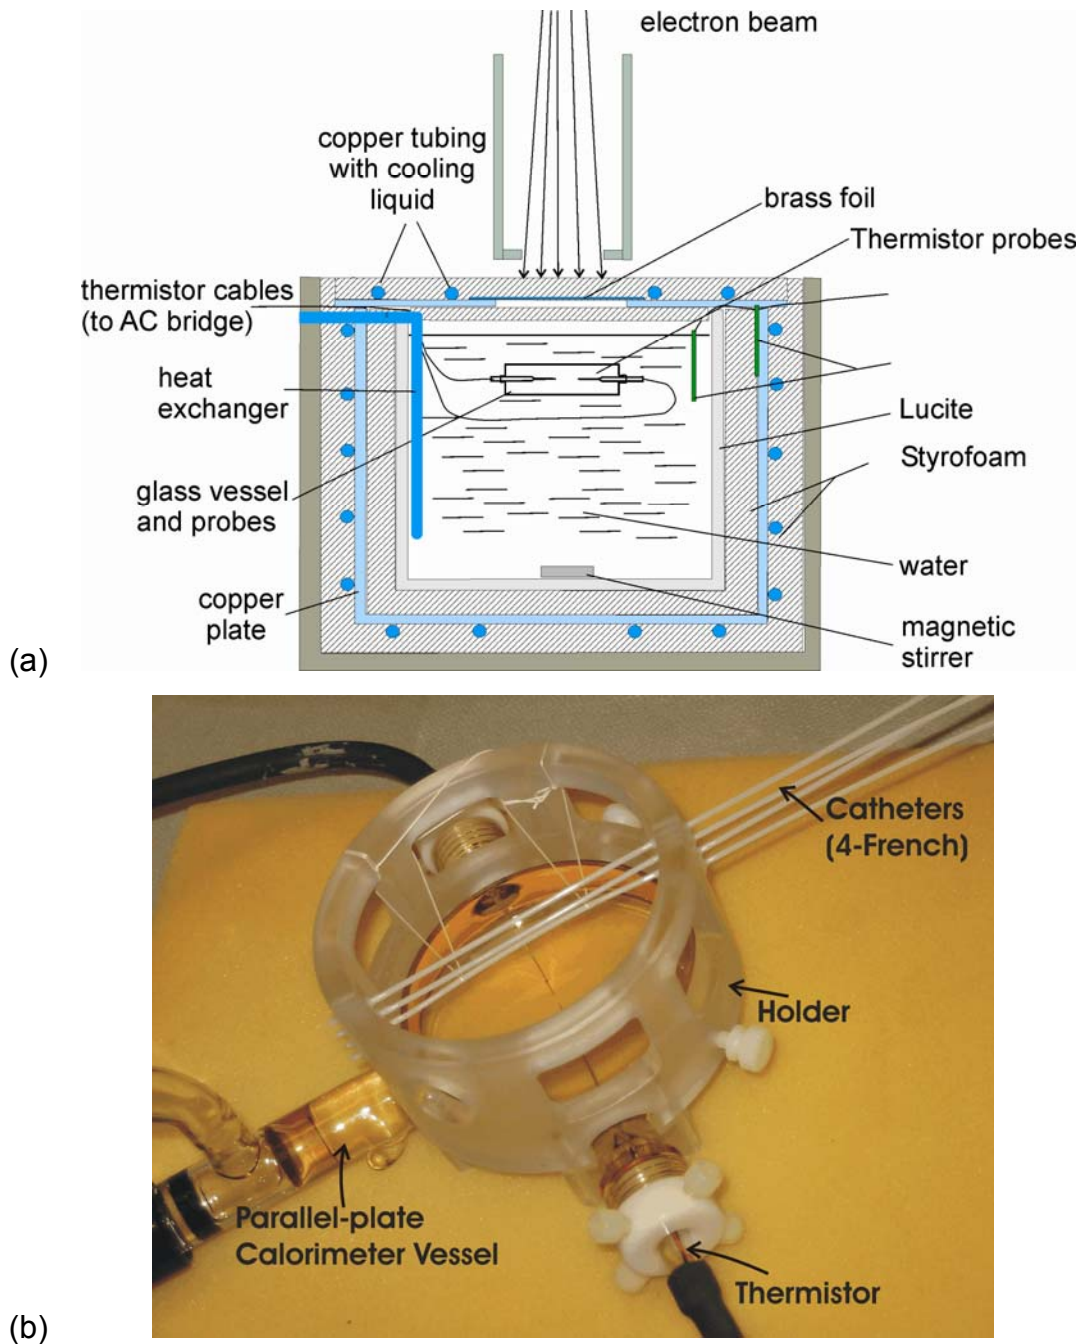 electron beam
copper tubing
with cooling
liquid
brass foil
Thermistor probes
thermistor cables
(to AC bridge)
heat
exchanger
Lucite
Styrofoam
glass vessel
and probes
water
copper
plate
magnetic
stirrer
(a)
Catheters
(4-French)
Holder
Parallel-plate
Calorimeter Vessel
Thermistor
(b)